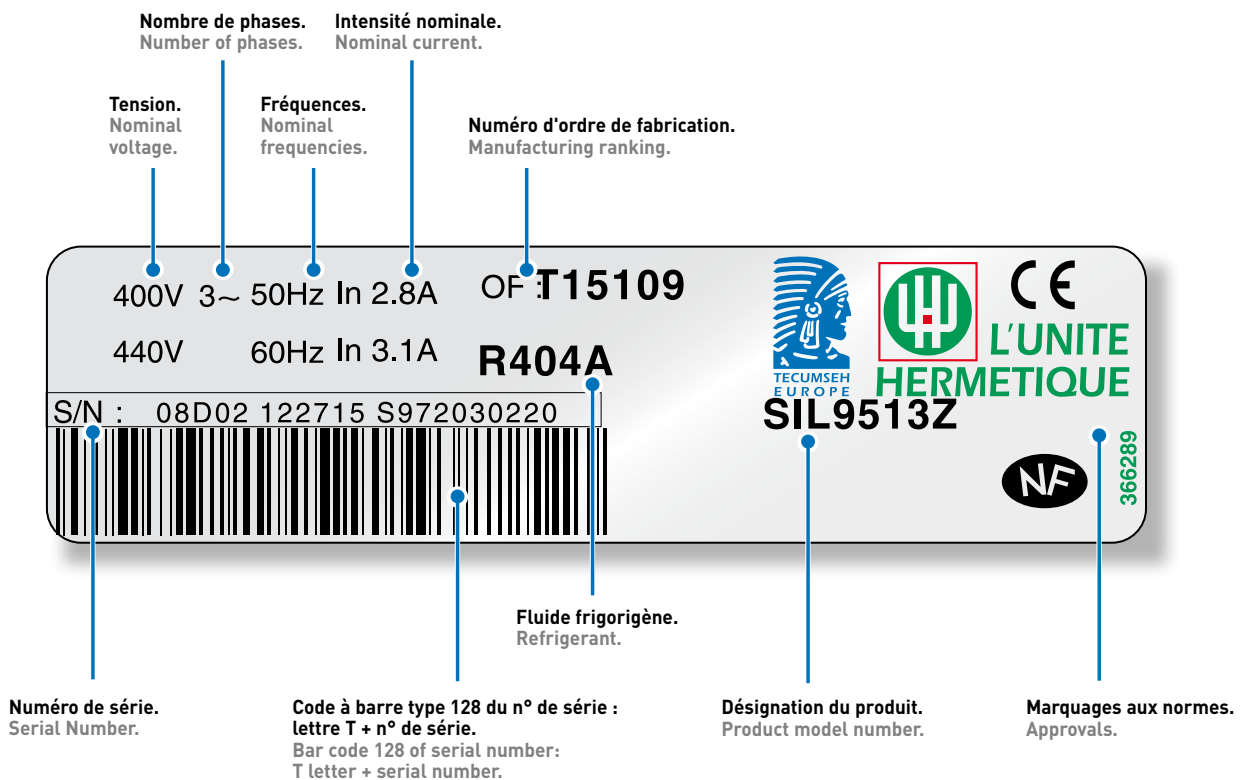 Nombre de phases.
Number of phases.
Intensité nominale.
Nominal current.
Tension.
Nominal
voltage.
Fréquences.
Nominal
frequencies.
Numéro d'ordre de fabrication.
Manufacturing ranking.
400V 3~ 50Hz In 2.8A
OF : T15109
440V 60Hz In 3.1A
R404A
S/N : 08D02 122715 S972030220
TECUMSEH
EUROPE
CE
L'UNITE
HERMETIQUE
SIL9513Z
NF
366289
Fluide frigorigène.
Refrigerant.
Numéro de série.
Serial Number.
Code à barre type 128 du n° de série :
lettre T + n° de série.
Bar code 128 of serial number:
T letter + serial number.
Désignation du produit.
Product model number.
Marquages aux normes.
Approvals.